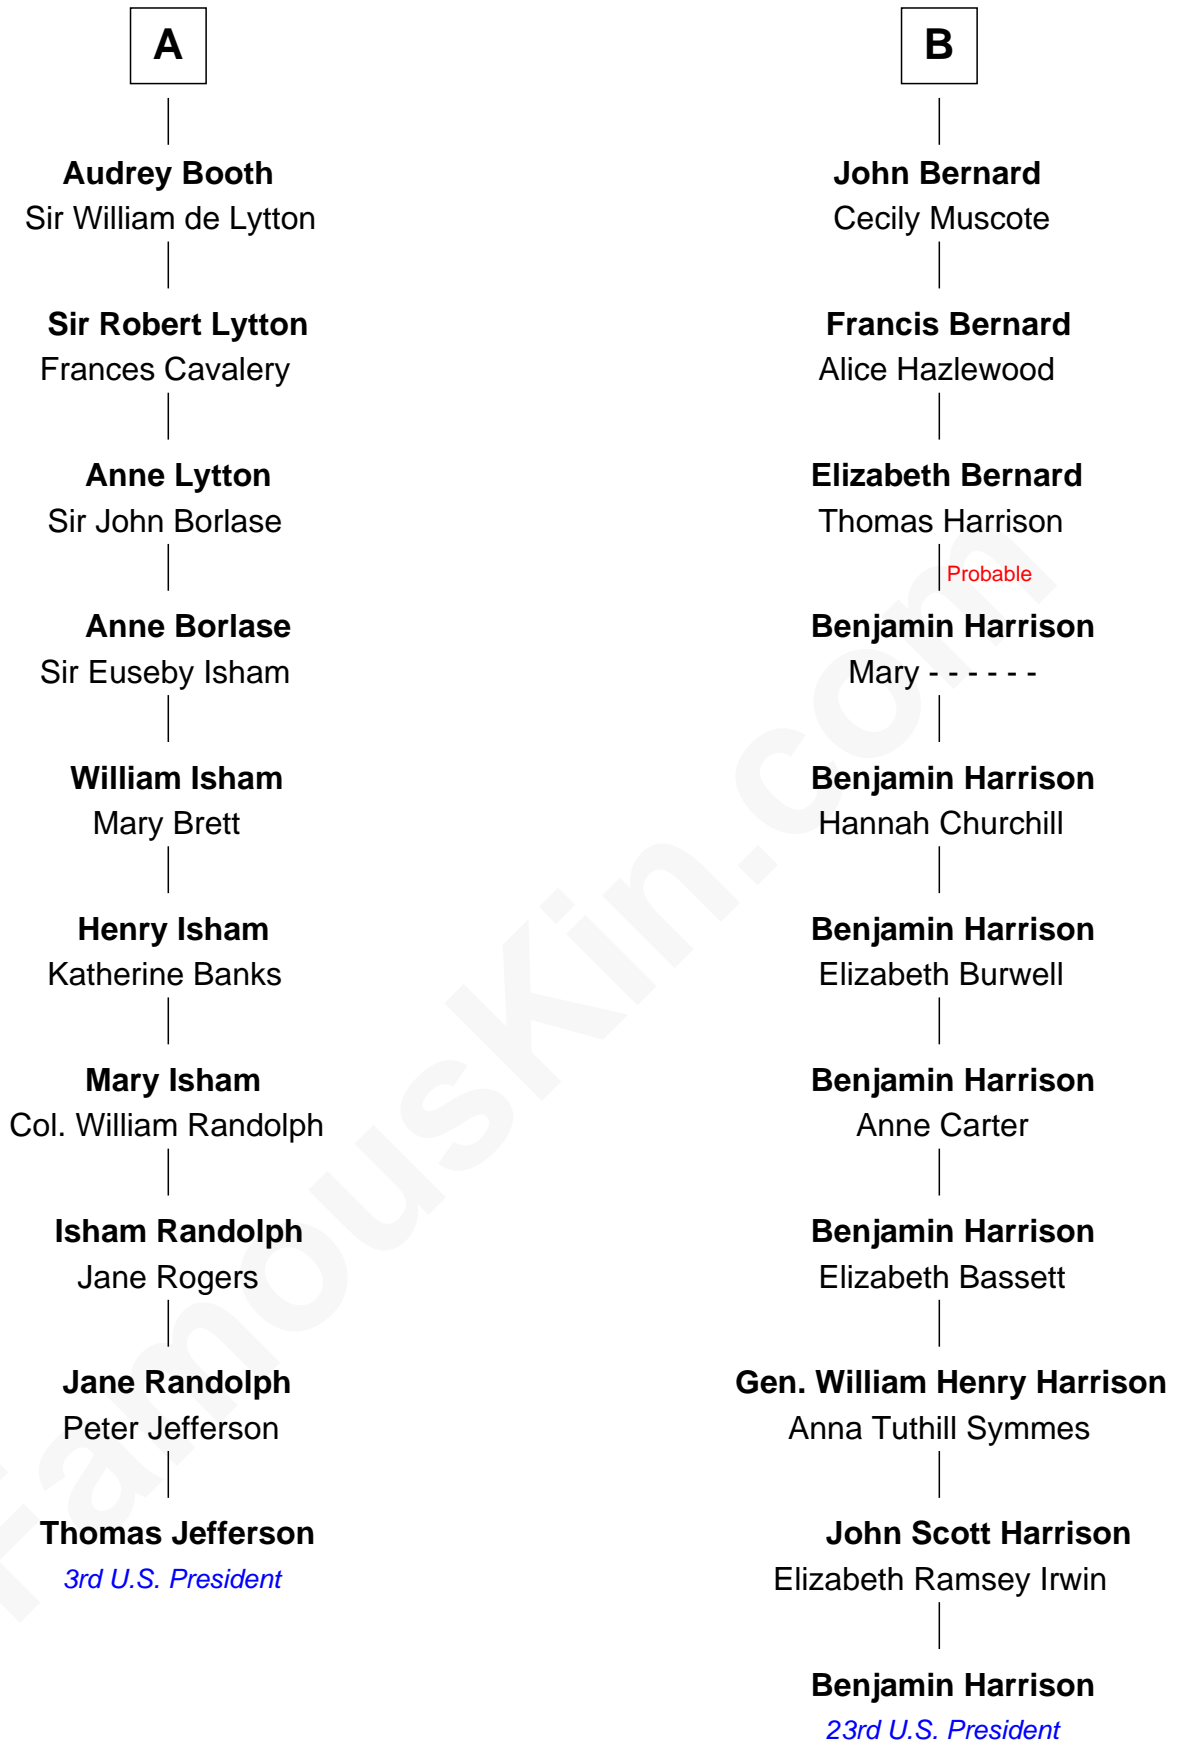 A
Audrey Booth
Sir William de Lytton
Sir Robert Lytton
Frances Cavalery
Anne Lytton
Sir John Borlase
Anne Borlase
Sir Euseby Isham
William Isham
Mary Brett
Henry Isham
Katherine Banks
Mary Isham
Col. William Randolph
Isham Randolph
Jane Rogers
Jane Randolph
Peter Jefferson
Thomas Jefferson
3rd U.S. President
B
John Bernard
Cecily Muscote
Francis Bernard
Alice Hazlewood
Elizabeth Bernard
Thomas Harrison
Probable
Benjamin Harrison
Mary - - - - - -
Benjamin Harrison
Hannah Churchill
Benjamin Harrison
Elizabeth Burwell
Benjamin Harrison
Anne Carter
Benjamin Harrison
Elizabeth Bassett
Gen. William Henry Harrison
Anna Tuthill Symmes
John Scott Harrison
Elizabeth Ramsey Irwin
Benjamin Harrison
23rd U.S. President
FamousKin.com